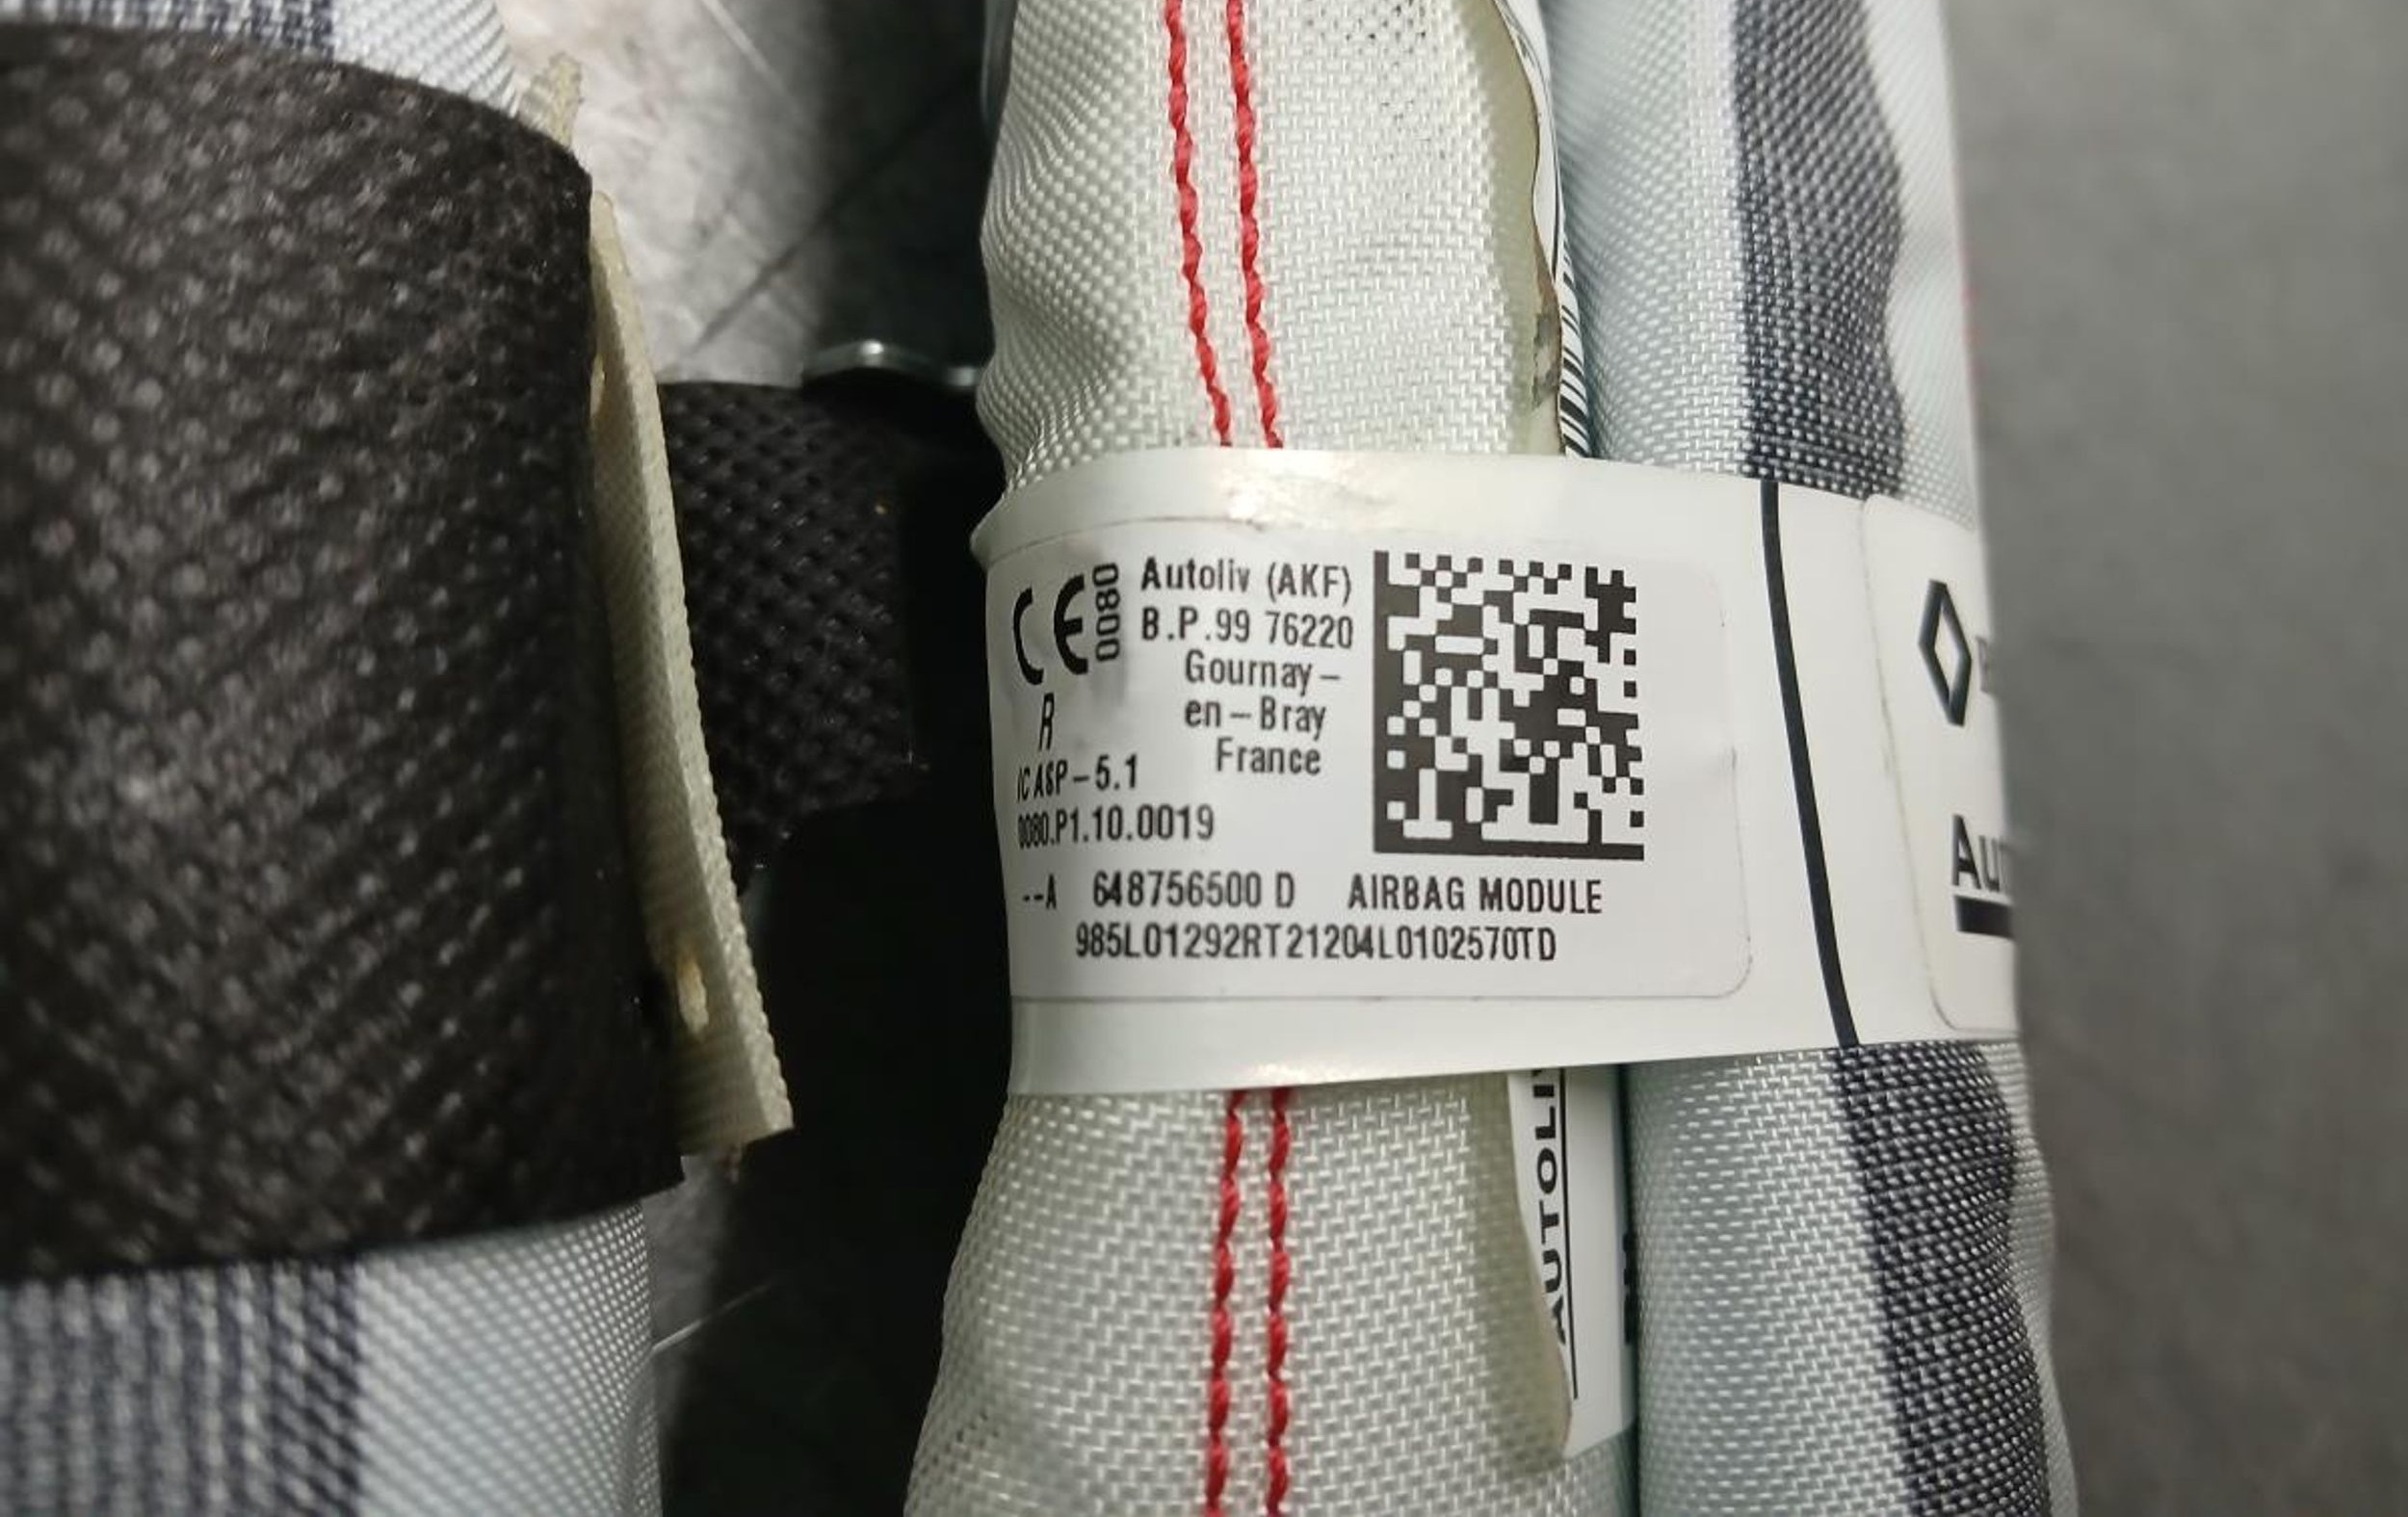 CE 0080
Autoliv (AKF)
B.P.99 76220
Gournay-
en-Bray
France
R
IC ASP-5.1
0080.P1.10.0019
--A 648756500 D AIRBAG MODULE
985L01292RT21204L0102570TD
AUTOLIV